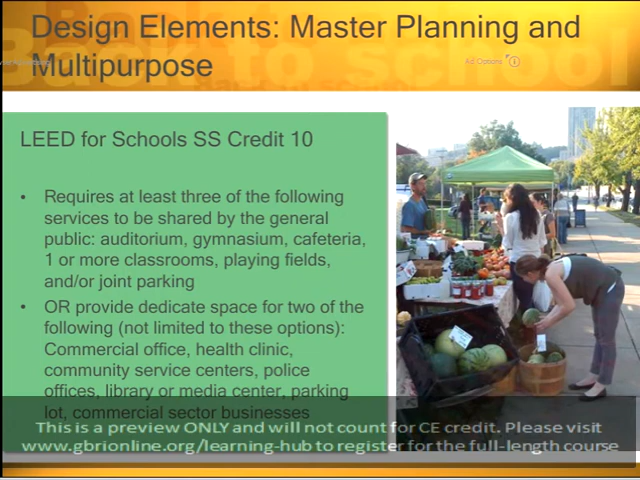 Design Elements: Master Planning and
Multipurpose
Back to school
Ad Options
LEED for Schools SS Credit 10
• Requires at least three of the following
services to be shared by the general
public: auditorium, gymnasium, cafeteria,
1 or more classrooms, playing fields,
and/or joint parking
• OR provide dedicate space for two of the
following (not limited to these options):
Commercial office, health clinic,
community service centers, police
offices, library or media center, parking
lot, commercial sector businesses
This is a preview ONLY and will not count for CE credit. Please visit
www.gbrionline.org/learning-hub to register for the full-length course